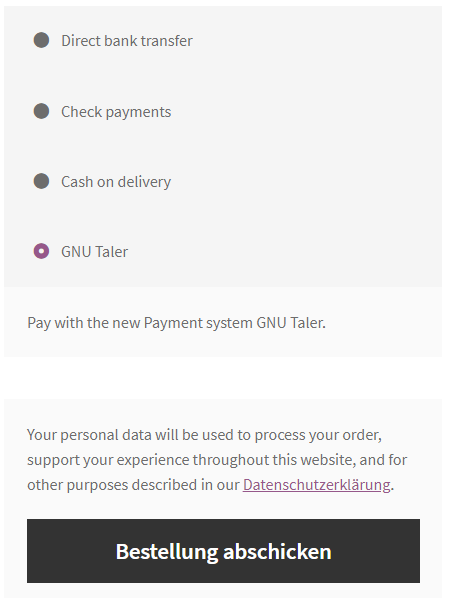 Direct bank transfer
Check payments
Cash on delivery
GNU Taler
Pay with the new Payment system GNU Taler.
Your personal data will be used to process your order,
support your experience throughout this website, and for
other purposes described in our Datenschutzerklärung.
Bestellung abschicken